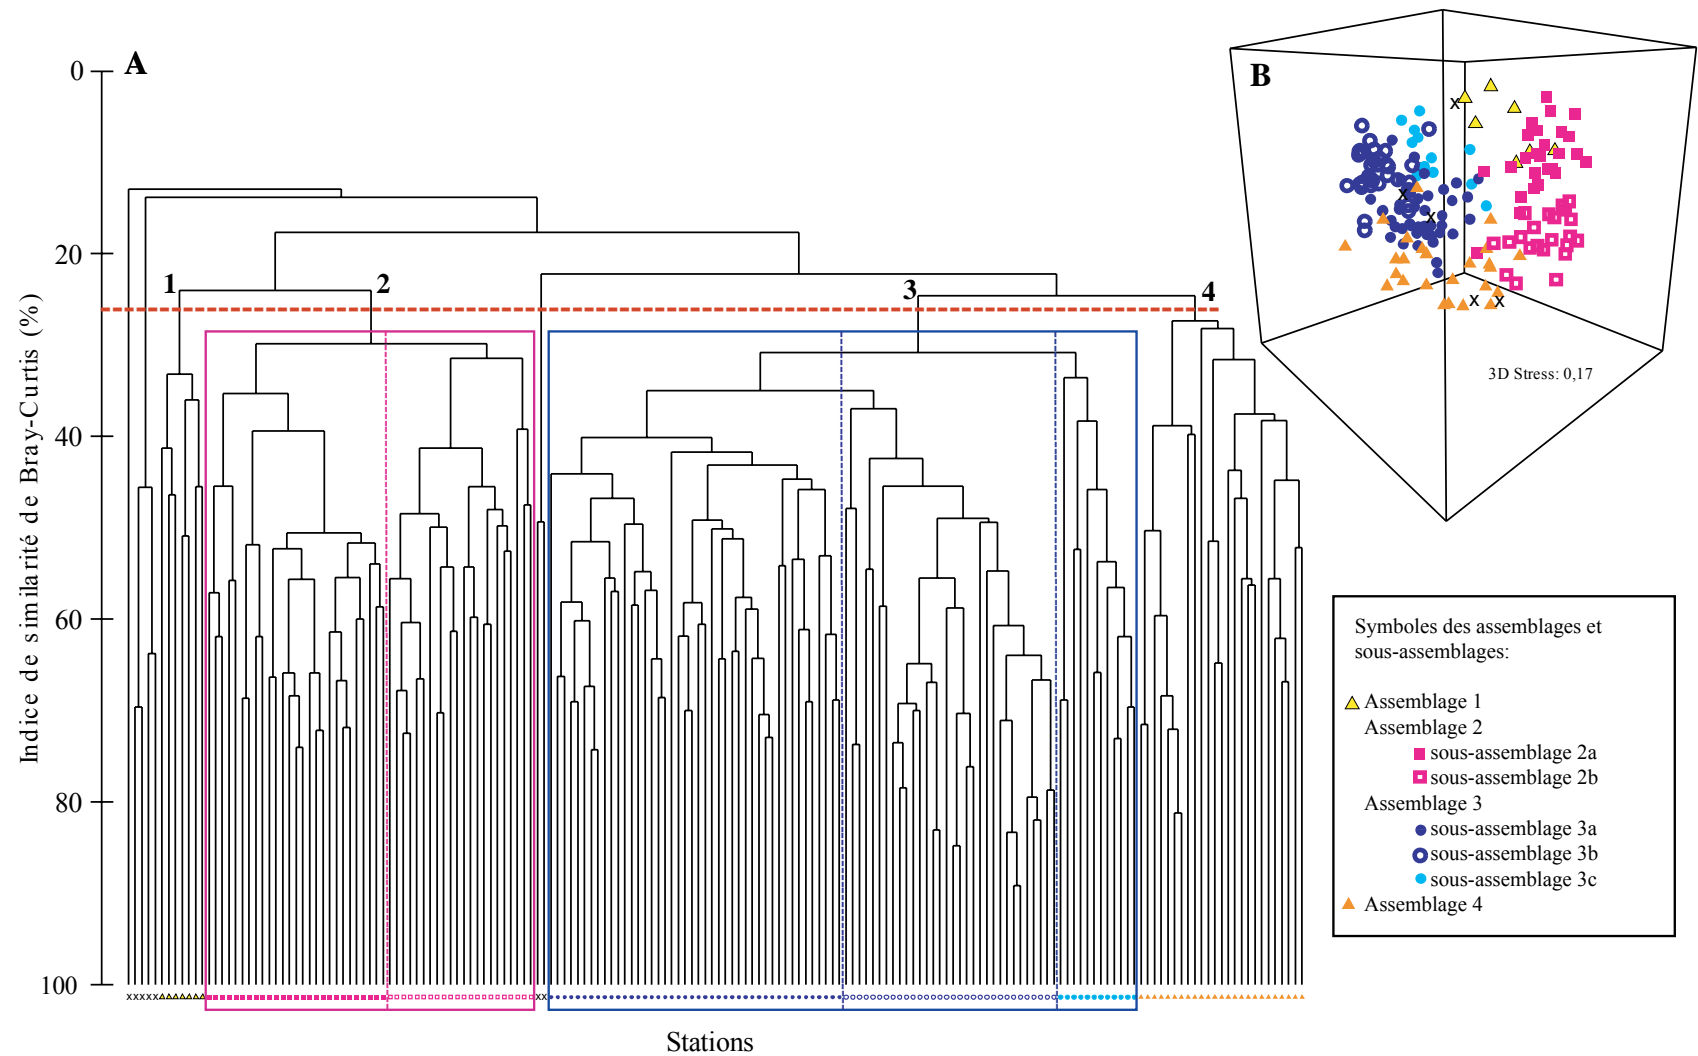 A
B
0
20
40
60
80
100
Indice de similarité de Bray-Curtis (%)
1
2
3
4
Stations
3D Stress: 0,17
Symboles des assemblages et
sous-assemblages:
Assemblage 1
Assemblage 2
sous-assemblage 2a
sous-assemblage 2b
Assemblage 3
sous-assemblage 3a
sous-assemblage 3b
sous-assemblage 3c
Assemblage 4